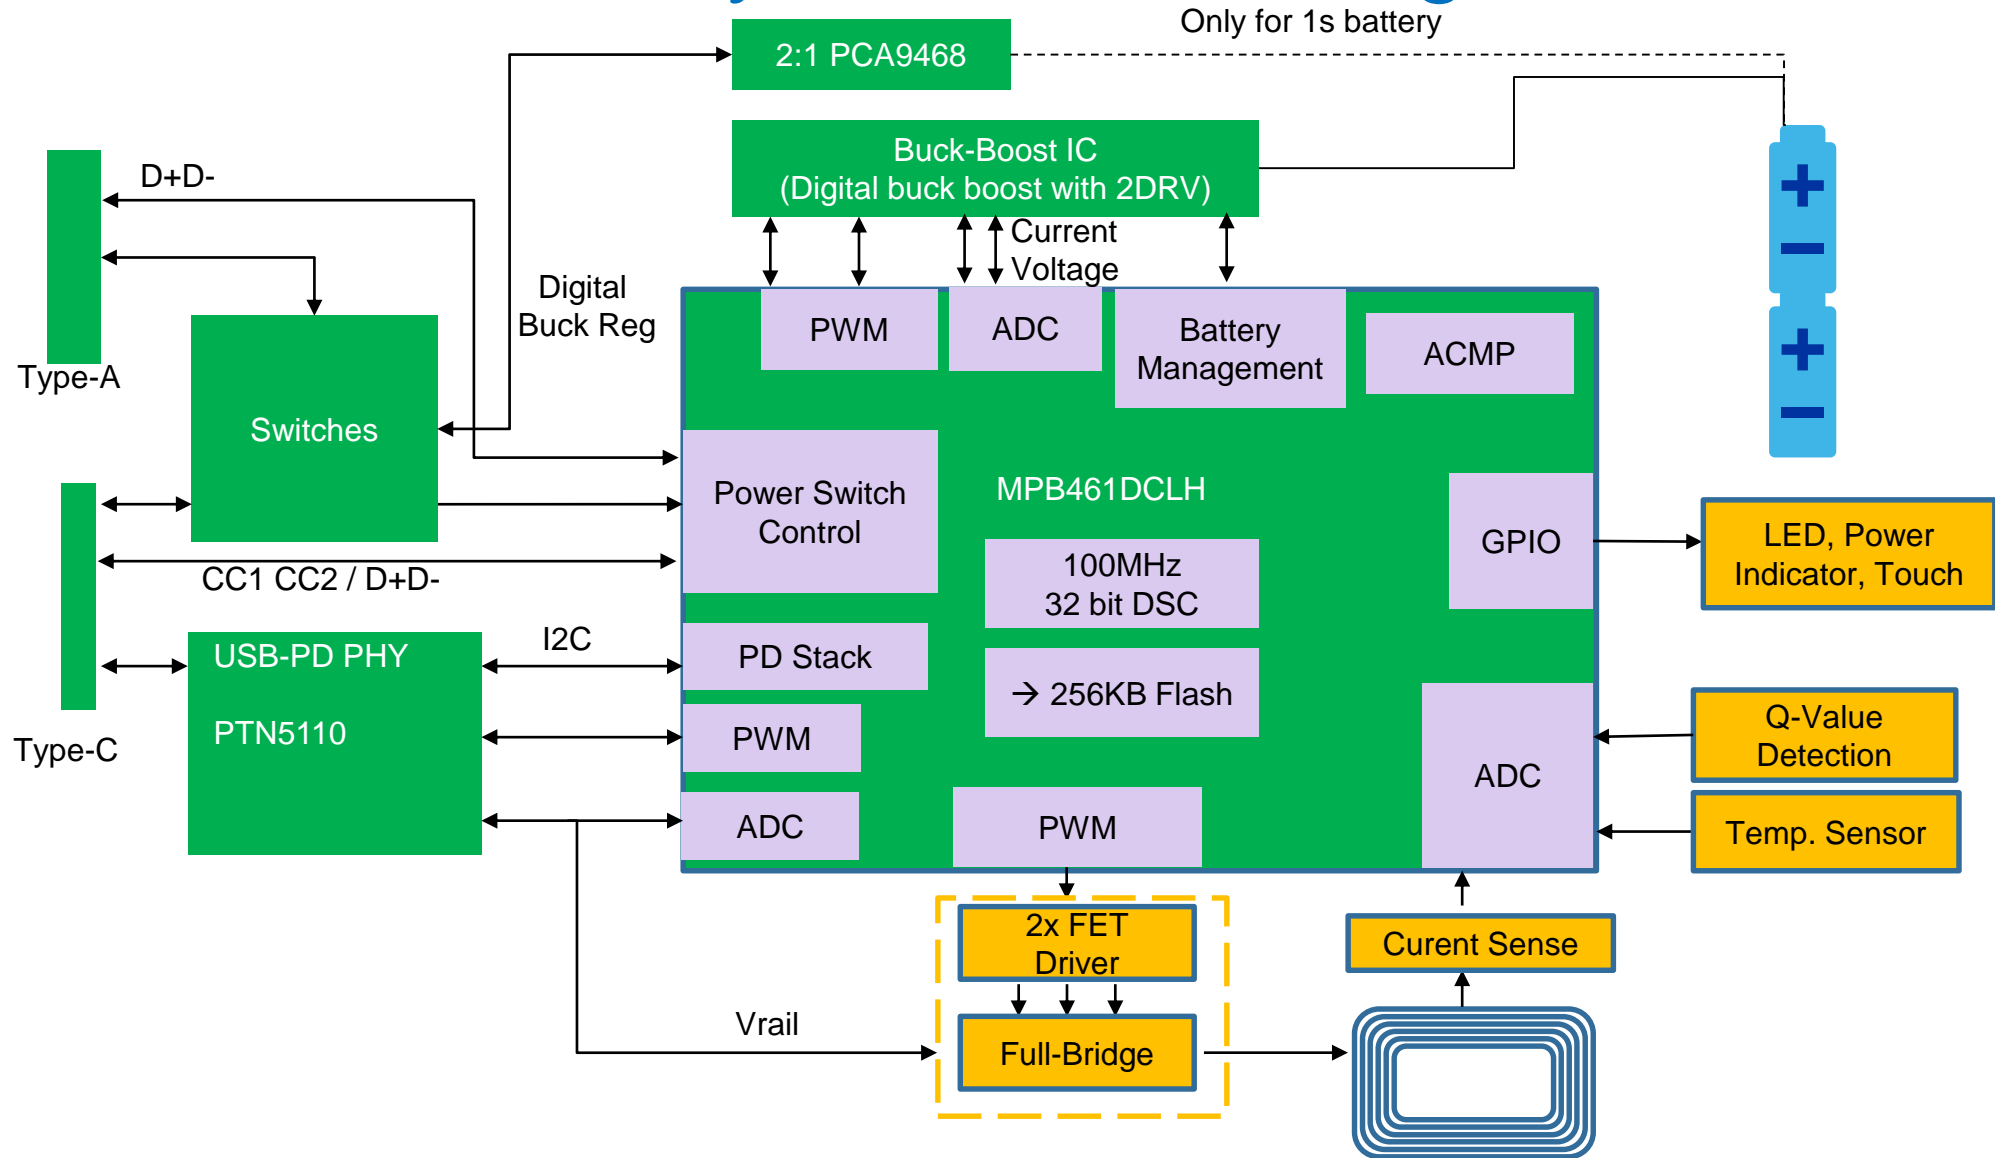 Only for 1s battery
2:1 PCA9468
Buck-Boost IC
(Digital buck boost with 2DRV)
D+D-
Current
Voltage
Digital
Buck Reg
Type-A
PWM
ADC
Battery
Management
ACMP
Switches
Power Switch
Control
MPB461DCLH
GPIO
LED, Power
Indicator, Touch
100MHz
32 bit DSC
CC1 CC2 / D+D-
I2C
USB-PD PHY
PTN5110
PD Stack
→ 256KB Flash
Type-C
PWM
ADC
PWM
ADC
Q-Value
Detection
Temp. Sensor
2x FET
Driver
Curent Sense
Vrail
Full-Bridge